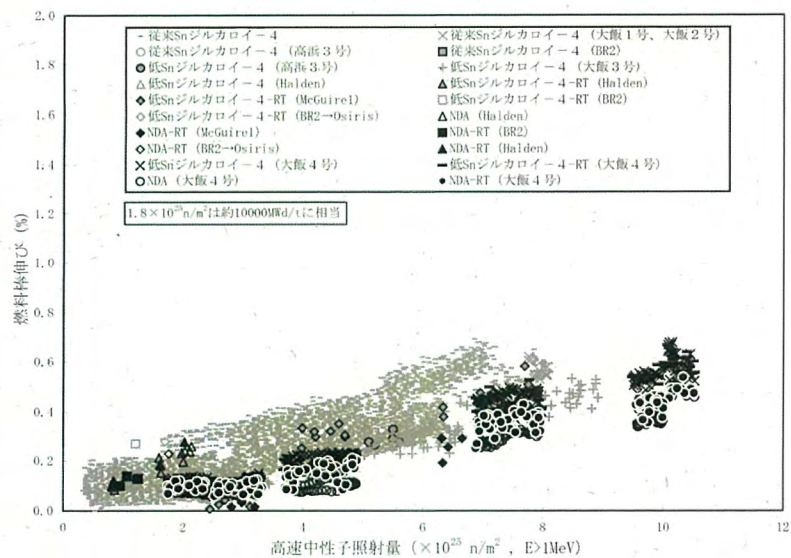 2.0
1.8
1.6
1.4
1.2
1.0
0.8
0.6
0.4
0.2
0.0
燃料棒伸び (%)
従来Snジルカロイ－4
従来Snジルカロイ－4 (大飯1号、大飯2号)
従来Snジルカロイ－4 (高浜3号)
従来Snジルカロイ－4 (BR2)
低Snジルカロイ－4 (高浜3号)
低Snジルカロイ－4 (大飯3号)
低Snジルカロイ－4 (Halden)
低Snジルカロイ－4-RT (Halden)
低Snジルカロイ－4-RT (McGuire1)
低Snジルカロイ－4-RT (BR2)
低Snジルカロイ－4-RT (BR2→Osiris)
NDA (Halden)
NDA-RT (McGuire1)
NDA-RT (BR2)
NDA-RT (BR2→Osiris)
NDA-RT (Halden)
低Snジルカロイ－4 (大飯4号)
低Snジルカロイ－4-RT (大飯4号)
NDA (大飯4号)
NDA-RT (大飯4号)
1.8×10²⁵n/m²は約10000MWd/tに相当
0 2 4 6 8 10 12
高速中性子照射量 (×10²⁵ n/m² , E>1MeV)